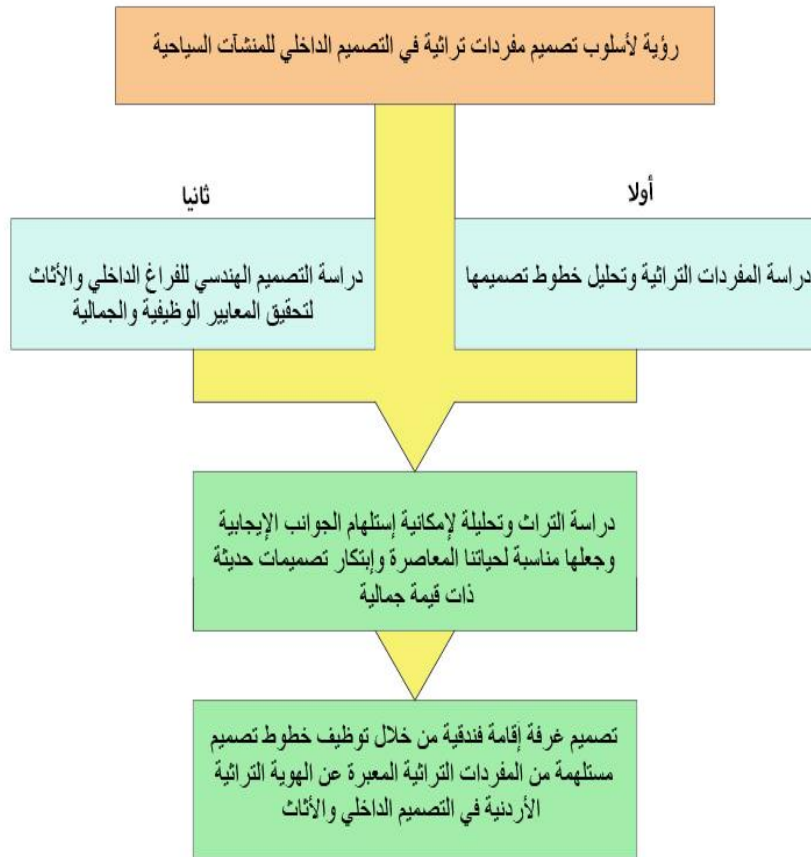 رؤية لأسلوب تصميم مفردات تراثية في التصميم الداخلي للمنشآت السياحية
أولا
دراسة المفردات التراثية وتحليل خطوط تصميمها
ثانيا
دراسة التصميم الهندسي للفراغ الداخلي والأثاث
لتحقيق المعايير الوظيفية والجمالية
دراسة التراث وتحليلة لإمكانية إستلهام الجوانب الإيجابية
وجعلها مناسبة لحياتنا المعاصرة وإبتكار تصميمات حديثة
ذات قيمة جمالية
تصميم غرفة إقامة فندقية من خلال توظيف خطوط تصميم
مستلهمة من المفردات التراثية المعبرة عن الهوية التراثية
الأردنية في التصميم الداخلي والأثاث